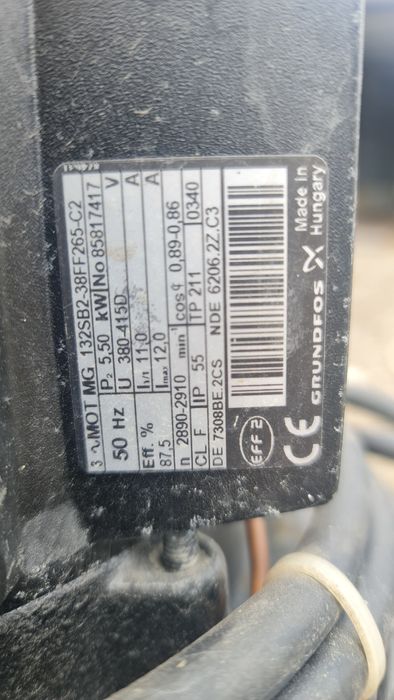 3 ~MOT MG 132SB2-38FF265-C2
P₂ 5,50 kW No 85817417
50 Hz U 380-415D V
Eff. % I1/1 11,0 A
87,5 Imax 12,0 A
n 2890-2910 min⁻¹ cosφ 0,89-0,86
CL F IP 55 TP 211 0340
DE 7308BE.2CS NDE 6206.2Z.C3
EFF 2
CE GRUNDFOS X Made in
Hungary